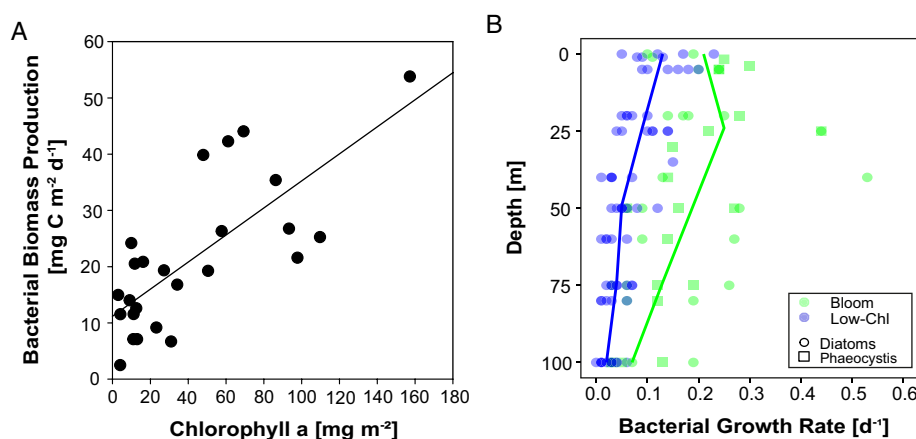 A
Bacterial Biomass Production
[mg C m⁻² d⁻¹]
60
50
40
30
20
10
0
0 20 40 60 80 100 120 140 160 180
Chlorophyll a [mg m⁻²]
B
Depth [m]
0
25
50
75
100
Bloom
Low-Chl
Diatoms
Phaeocystis
0.0 0.1 0.2 0.3 0.4 0.5 0.6
Bacterial Growth Rate [d⁻¹]